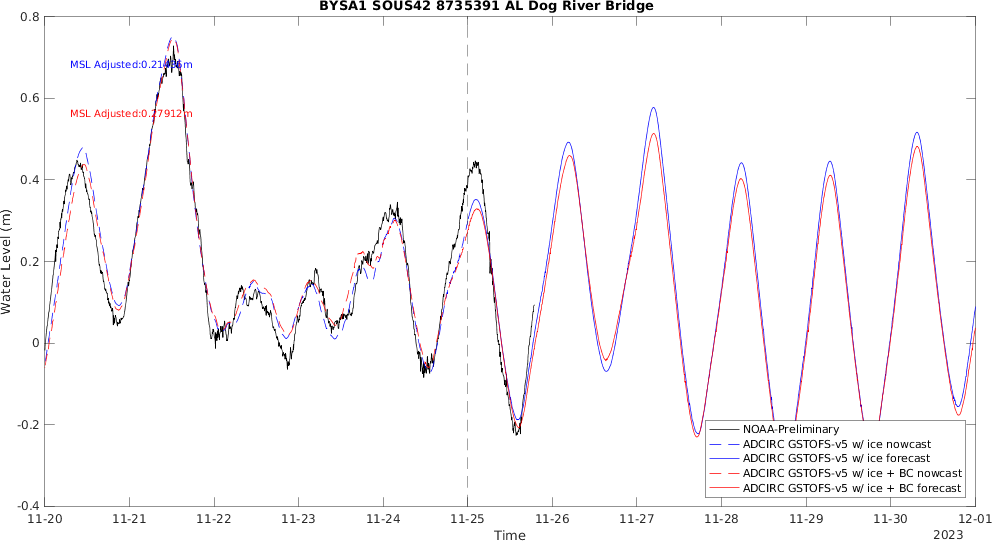 BYSA1 SOUS42 8735391 AL Dog River Bridge
0.8
0.6
0.4
0.2
0
-0.2
-0.4
Water Level (m)
MSL Adjusted:0.27912m
NOAA-Preliminary
ADCIRC GSTOFS-v5 w/ ice nowcast
ADCIRC GSTOFS-v5 w/ ice forecast
ADCIRC GSTOFS-v5 w/ ice + BC nowcast
ADCIRC GSTOFS-v5 w/ ice + BC forecast
11-20 11-21 11-22 11-23 11-24 11-25 11-26 11-27 11-28 11-29 11-30 12-01
Time
2023